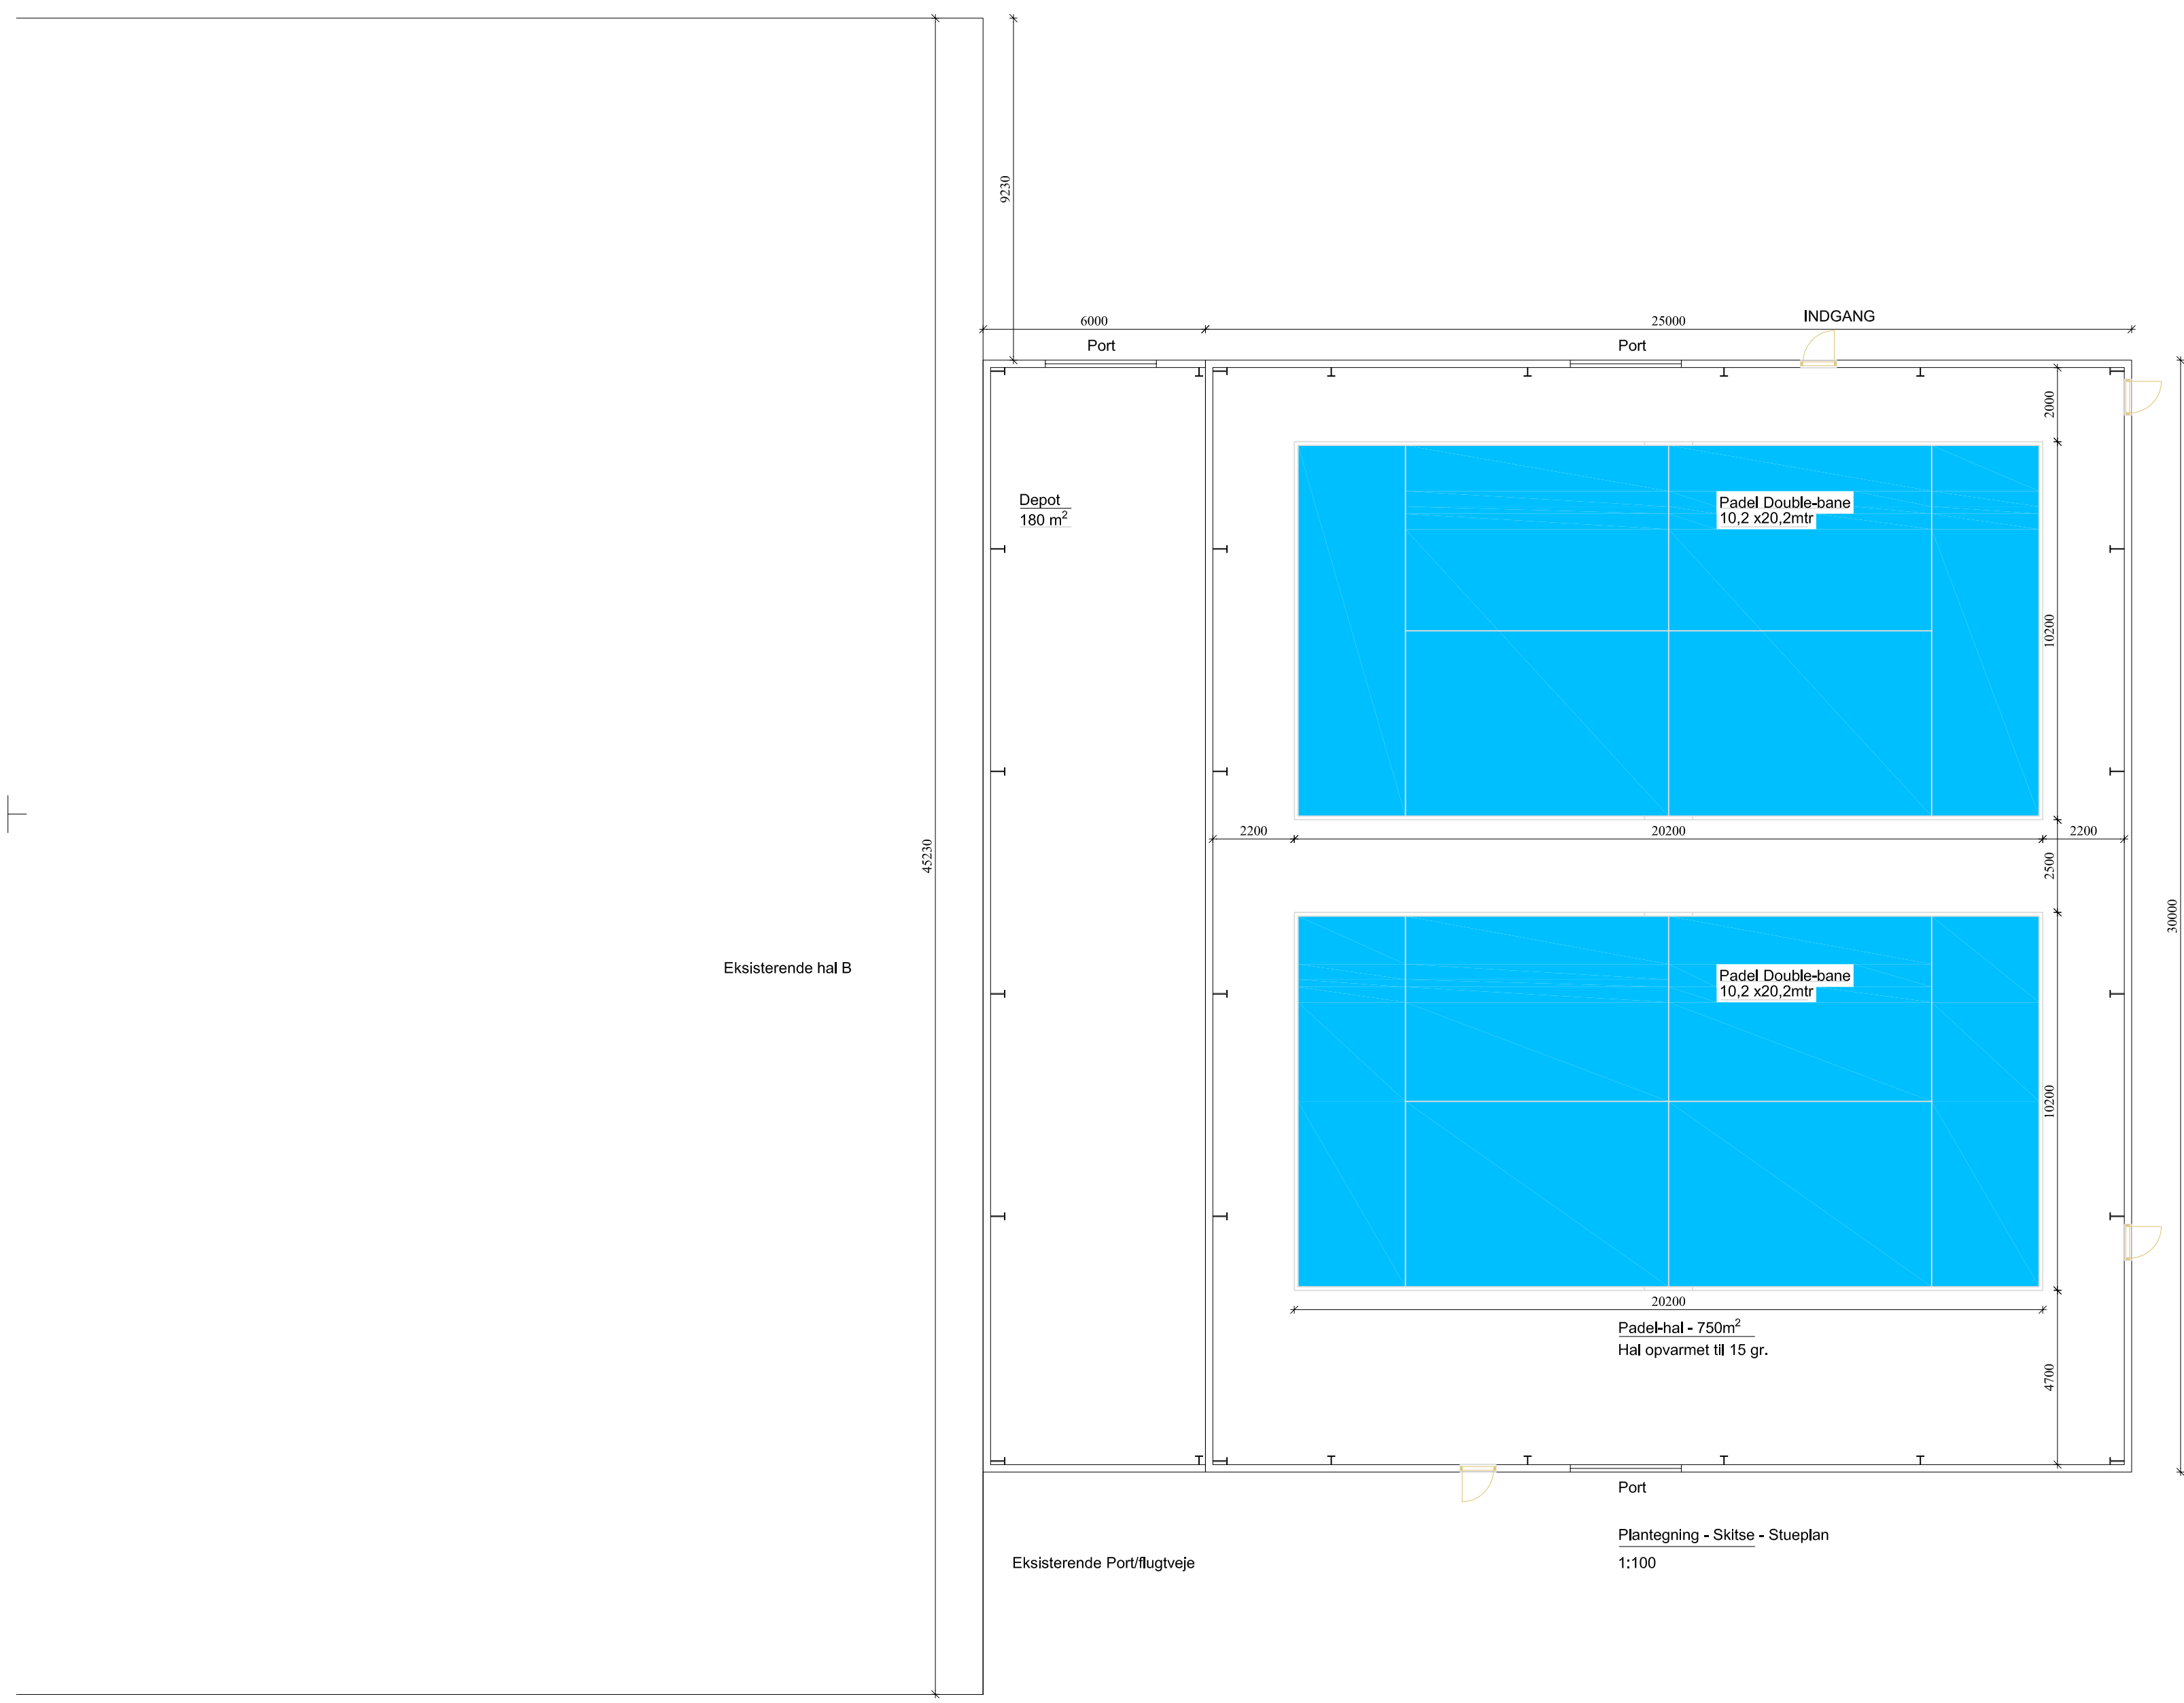 9230
6000
25000
INDGANG
Port
Port
2000
Depot
180 m²
Padel Double-bane
10,2 x20,2mtr
10200
2200
20200
2200
45230
2500
30000
Eksisterende hal B
Padel Double-bane
10,2 x20,2mtr
10200
20200
Padel-hal - 750m²
Hal opvarmet til 15 gr.
4700
Port
Plantegning - Skitse - Stueplan
Eksisterende Port/flugtveje
1:100